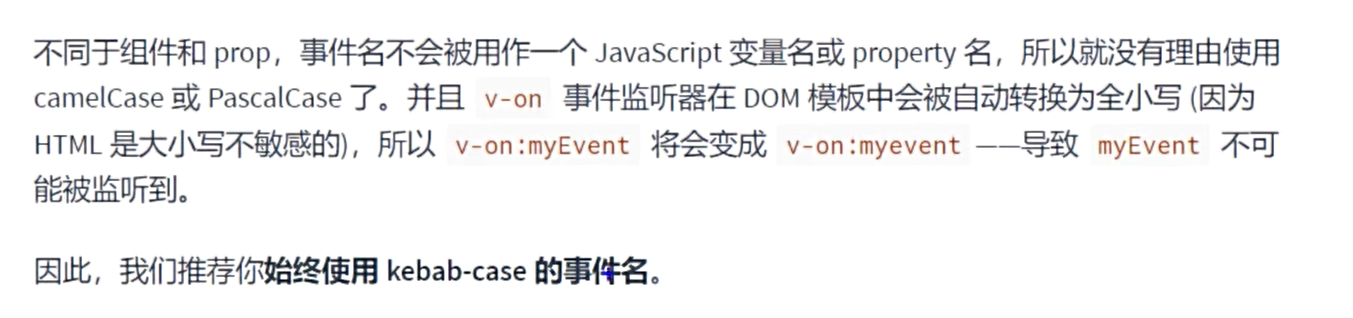 不同于组件和 prop，事件名不会被用作一个 JavaScript 变量名或 property 名，所以就没有理由使用
camelCase 或 PascalCase 了。并且 v-on 事件监听器在 DOM 模板中会被自动转换为全小写 (因为
HTML 是大小写不敏感的)，所以 v-on:myEvent 将会变成 v-on:myevent ——导致 myEvent 不可
能被监听到。
因此，我们推荐你始终使用 kebab-case 的事件名。